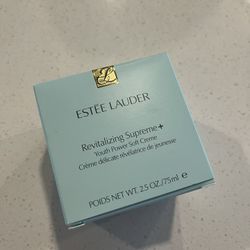 ESTĒE LAUDER
Revitalizing Supreme+
Youth Power Soft Creme
Crème délicate révélatrice de jeunesse
POIDS NET WT. 2.5 OZ./75ml e